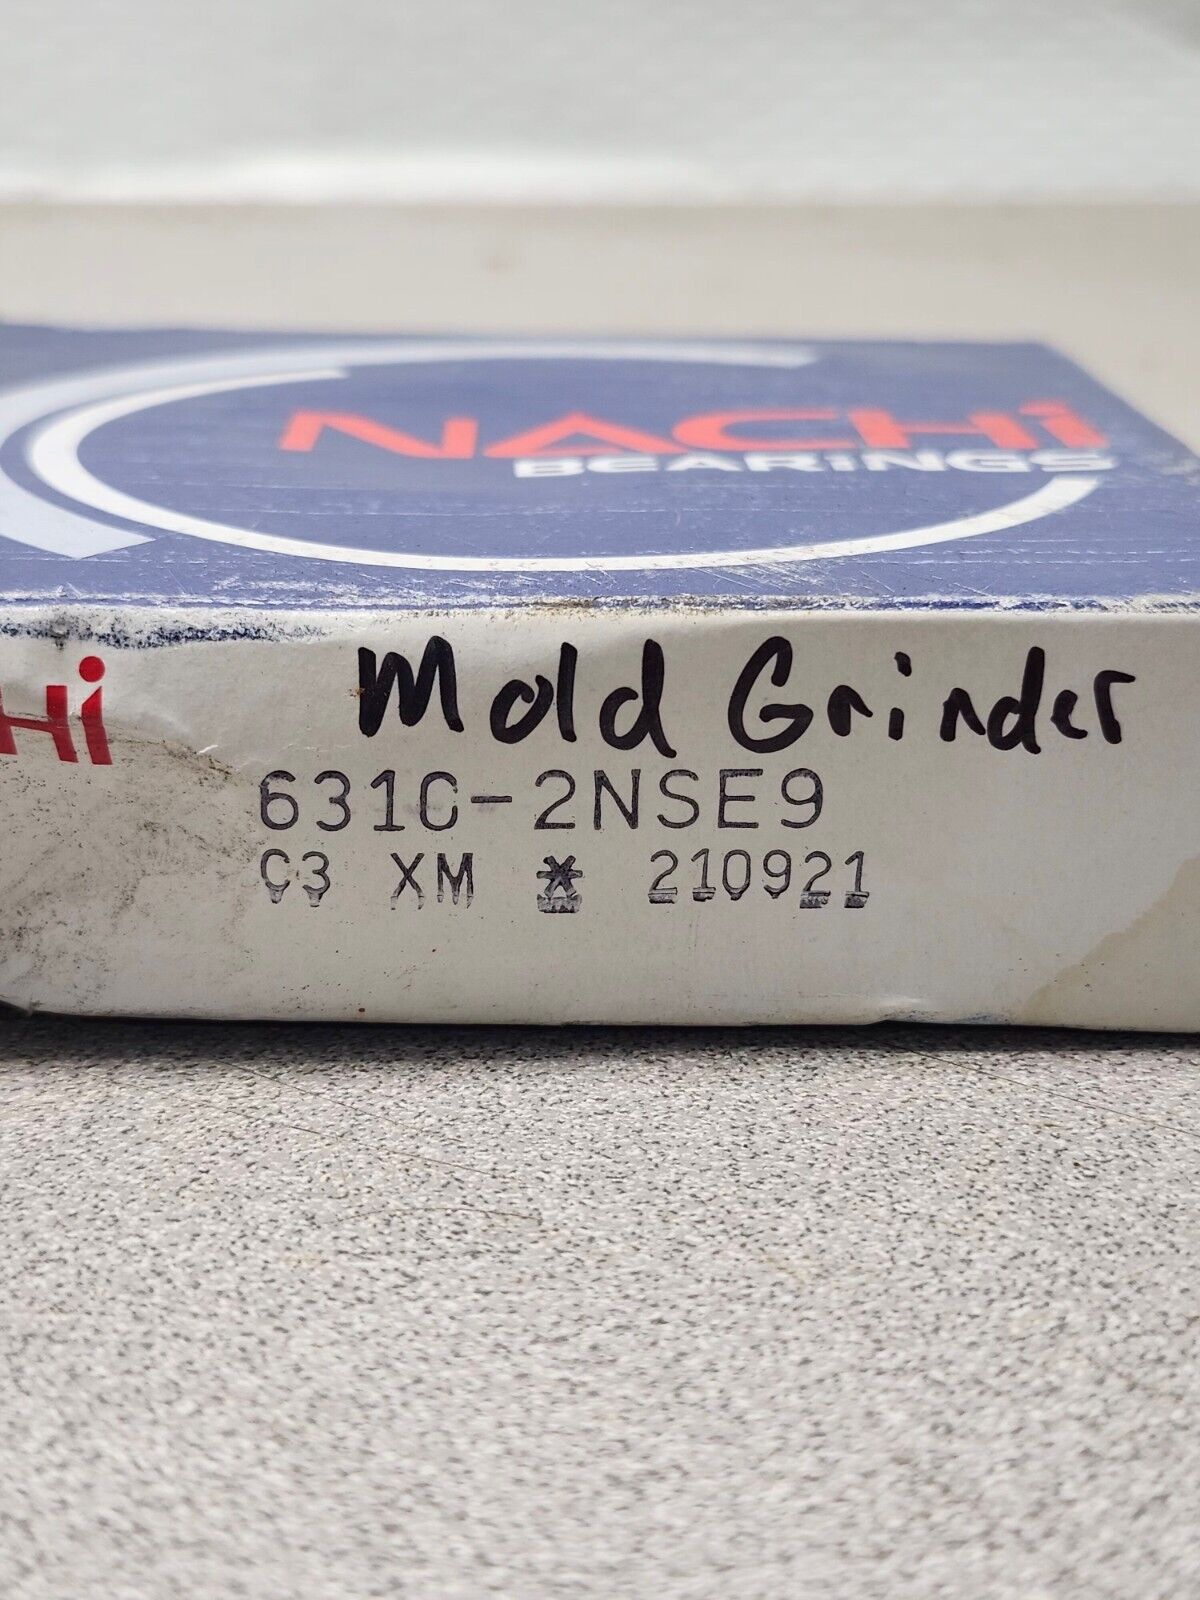 NACHi
BEARiNGS
Hi
Mold Grinder
6310-2NSE9
C3 XM * 210921